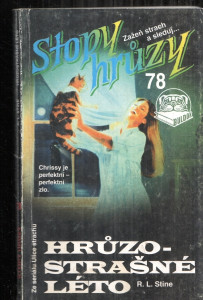 Zažeň strach
a sleduj...
Stopy
hrůzy
78
Chrissy je
perfektní –
perfektní
zlo.
Ze seriálu Ulice strachu
HRŮZO-
STRAŠNÉ
LÉTO
R. L. Stine